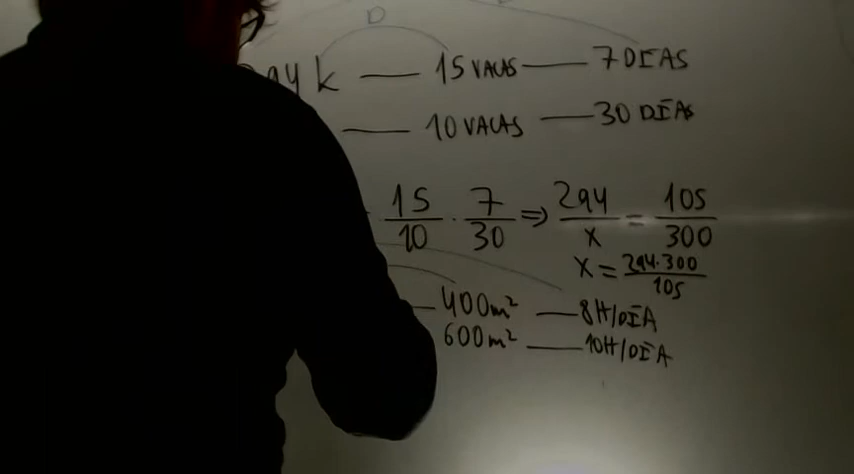 D
294 k — 15 VACAS — 7 DÍAS
— 10 VACAS — 30 DÍAS
15/10 · 7/30 ⇒ 294/x = 105/300
x = 294·300/105
— 400m² — 8H/DÍA
600m² — 10H/DÍA